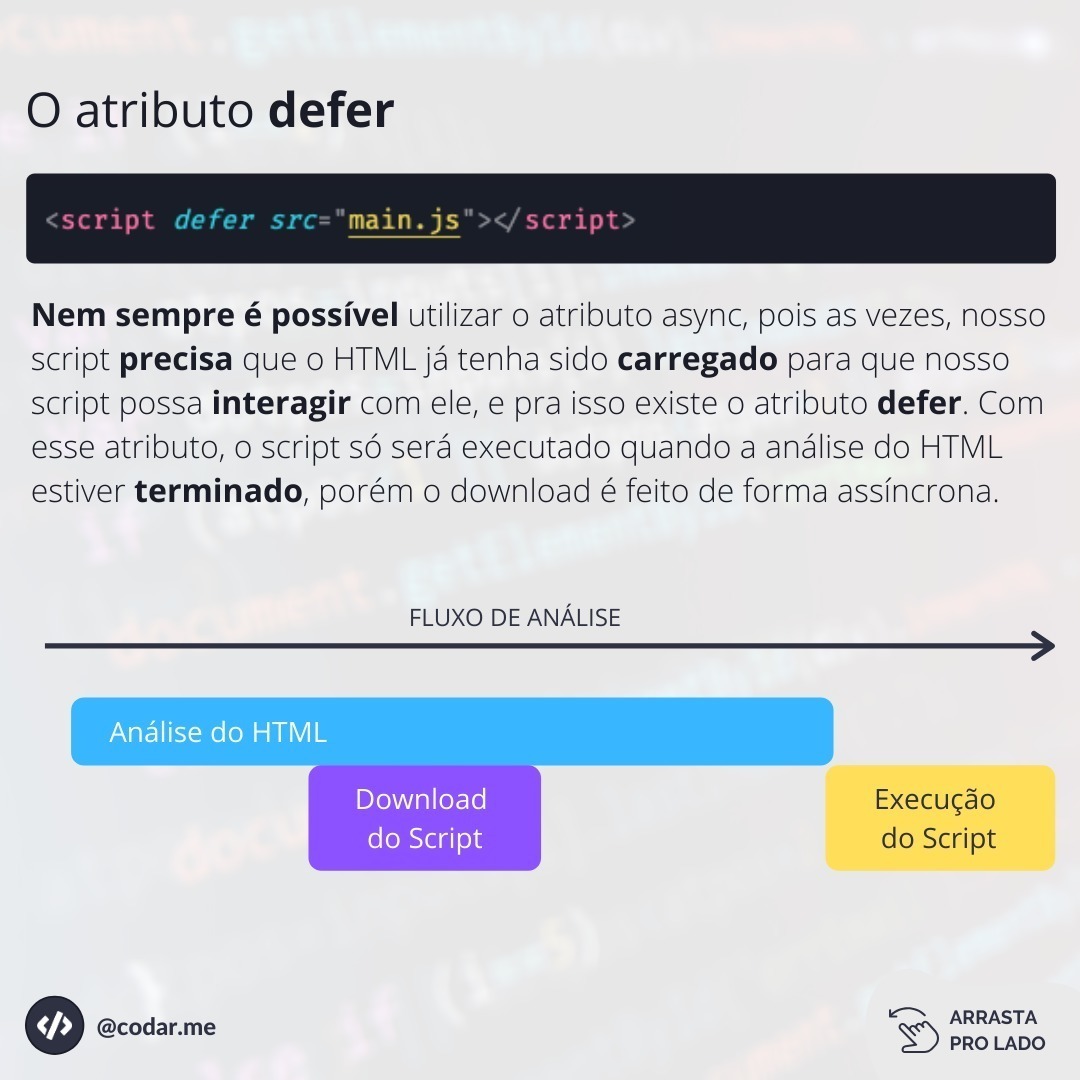 O atributo defer
<script defer src="main.js"></script>
Nem sempre é possível utilizar o atributo async, pois as vezes, nosso
script precisa que o HTML já tenha sido carregado para que nosso
script possa interagir com ele, e pra isso existe o atributo defer. Com
esse atributo, o script só será executado quando a análise do HTML
estiver terminado, porém o download é feito de forma assíncrona.
FLUXO DE ANÁLISE
Análise do HTML
Download
do Script
Execução
do Script
@codar.me
ARRASTA
PRO LADO